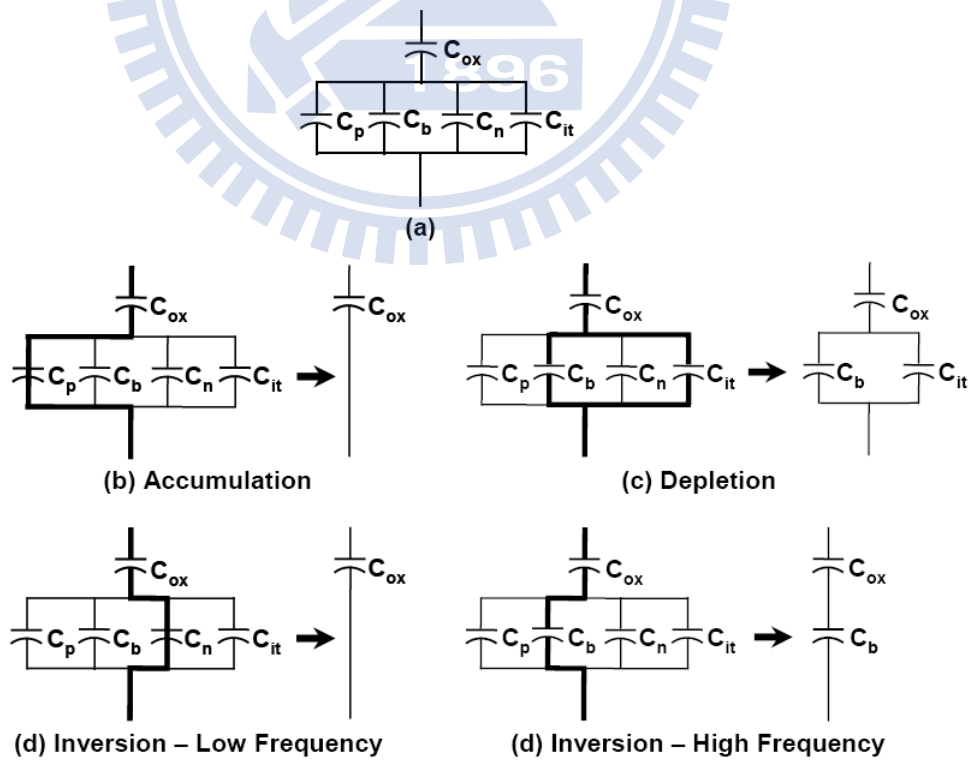 1896
C_ox
C_p C_b C_n C_it
(a)
C_ox C_ox C_ox C_ox
C_p C_b C_n C_it C_p C_b C_n C_it C_b C_it
(b) Accumulation (c) Depletion
C_ox C_ox C_ox C_ox
C_p C_b C_n C_it C_p C_b C_n C_it C_b
(d) Inversion – Low Frequency (d) Inversion – High Frequency